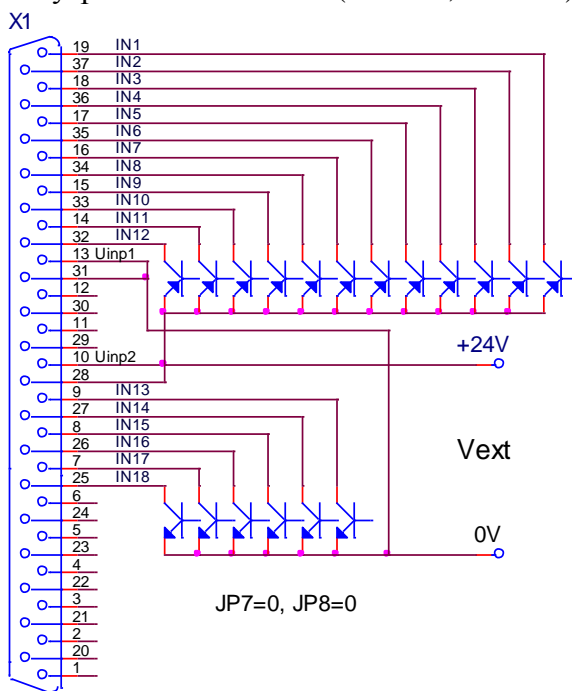 X1
19 IN1
37 IN2
18 IN3
36 IN4
17 IN5
35 IN6
16 IN7
34 IN8
15 IN9
33 IN10
14 IN11
32 IN12
13 Uinp1
31
12
30
11
29
+24V
10 Uinp2
28
9 IN13
27 IN14
8 IN15
Vext
26 IN16
7 IN17
25 IN18
6
24
5
0V
23
4
22
JP7=0, JP8=0
3
21
2
20
1